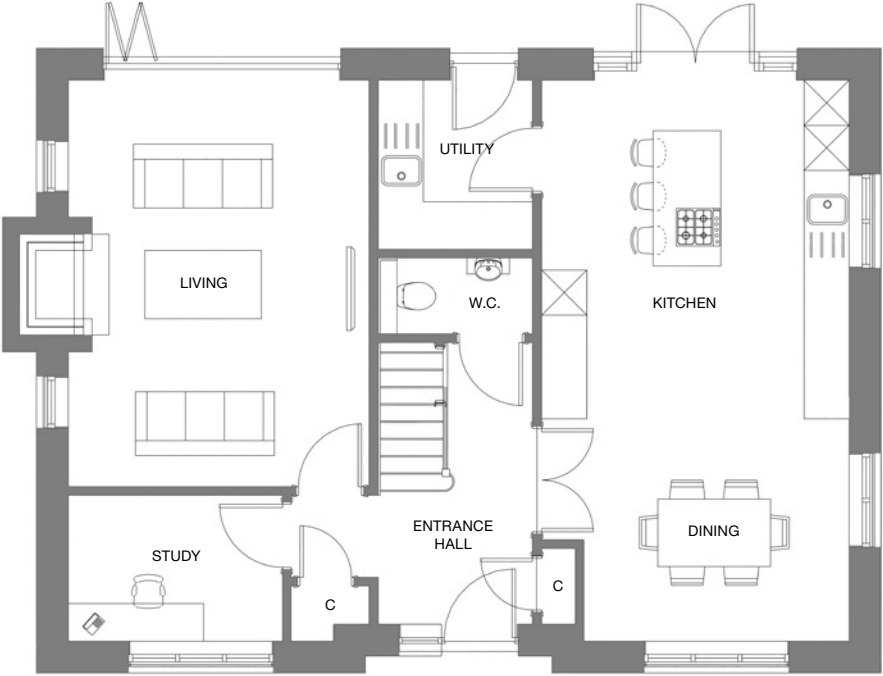 UTILITY
LIVING
W.C.
KITCHEN
ENTRANCE
HALL
DINING
STUDY
C
C